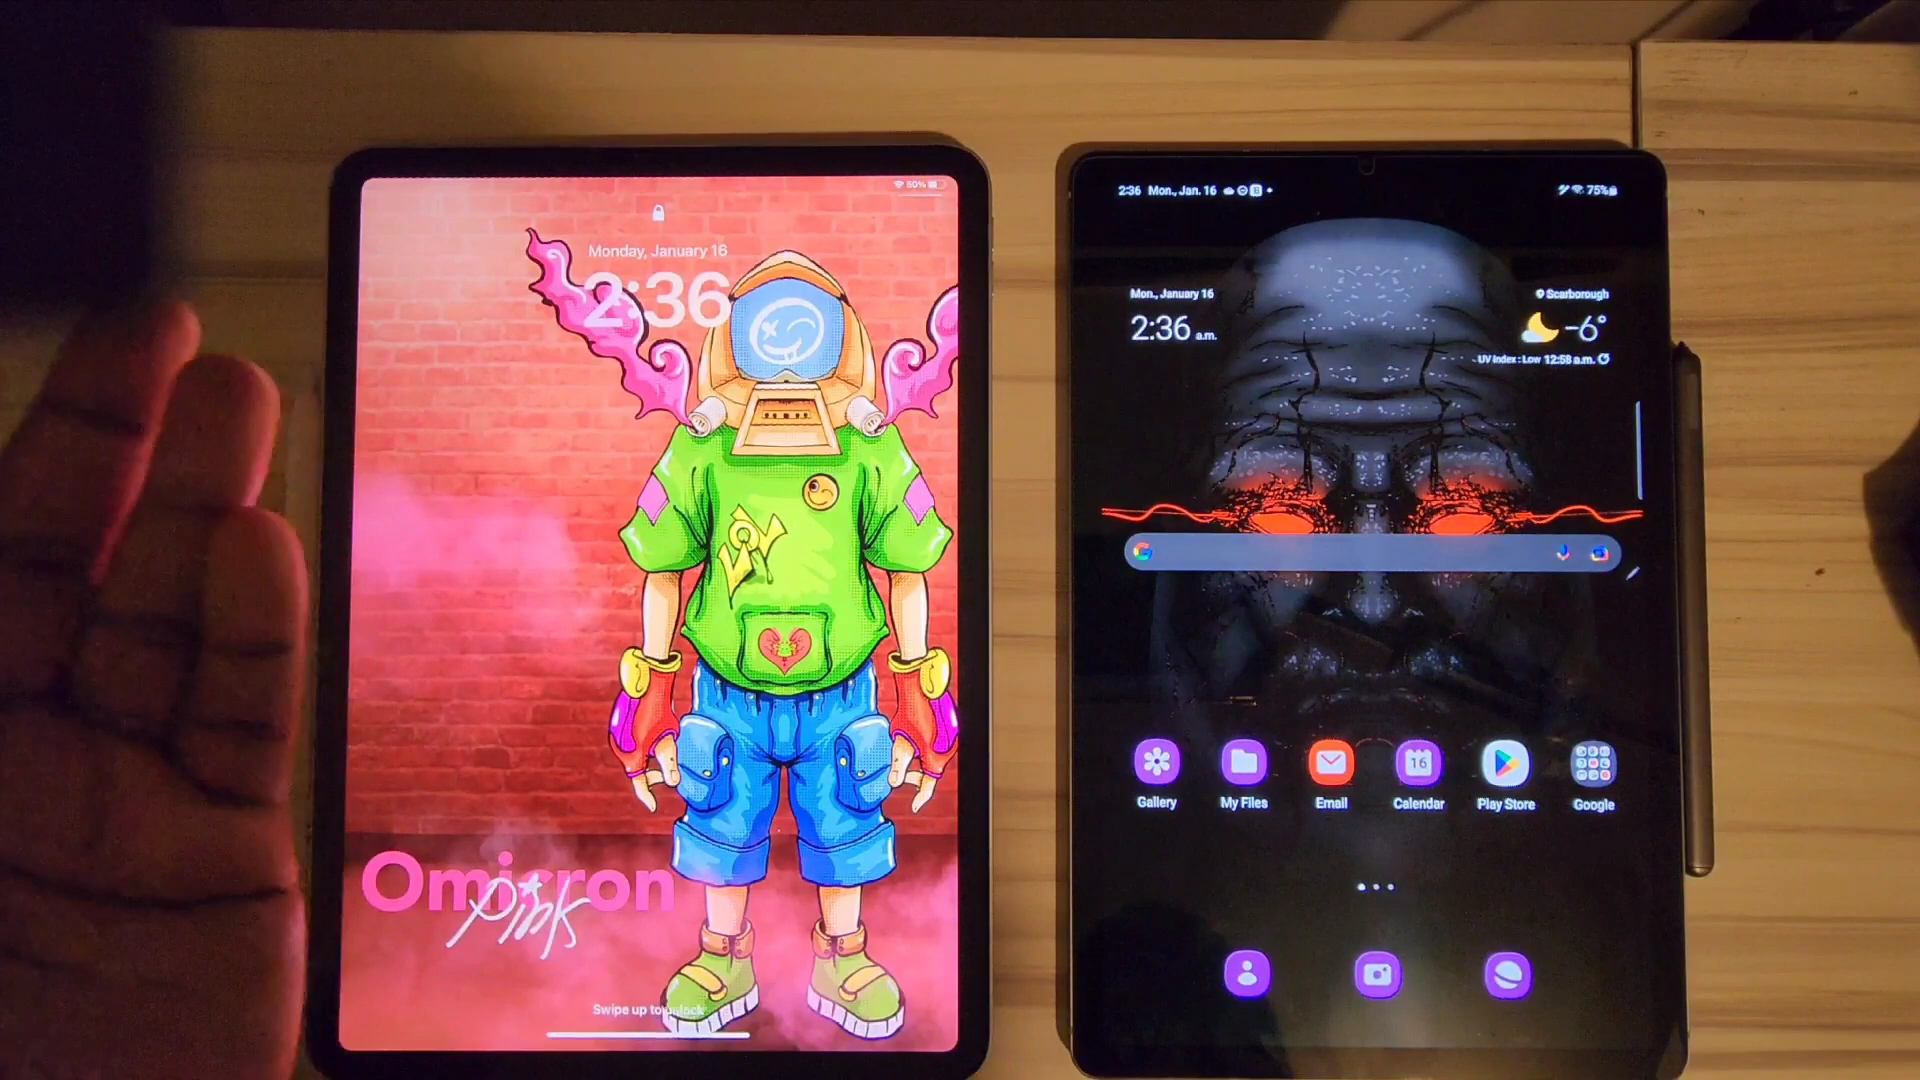 50%
Monday, January 16
2:36
LOL
Omicron
Pink
Swipe up to unlock
2:36 Mon., Jan. 16
75%
Mon., January 16
2:36 a.m.
Scarborough
-6°
UV index : Low 12:58 a.m.
16
Gallery My Files Email Calendar Play Store Google